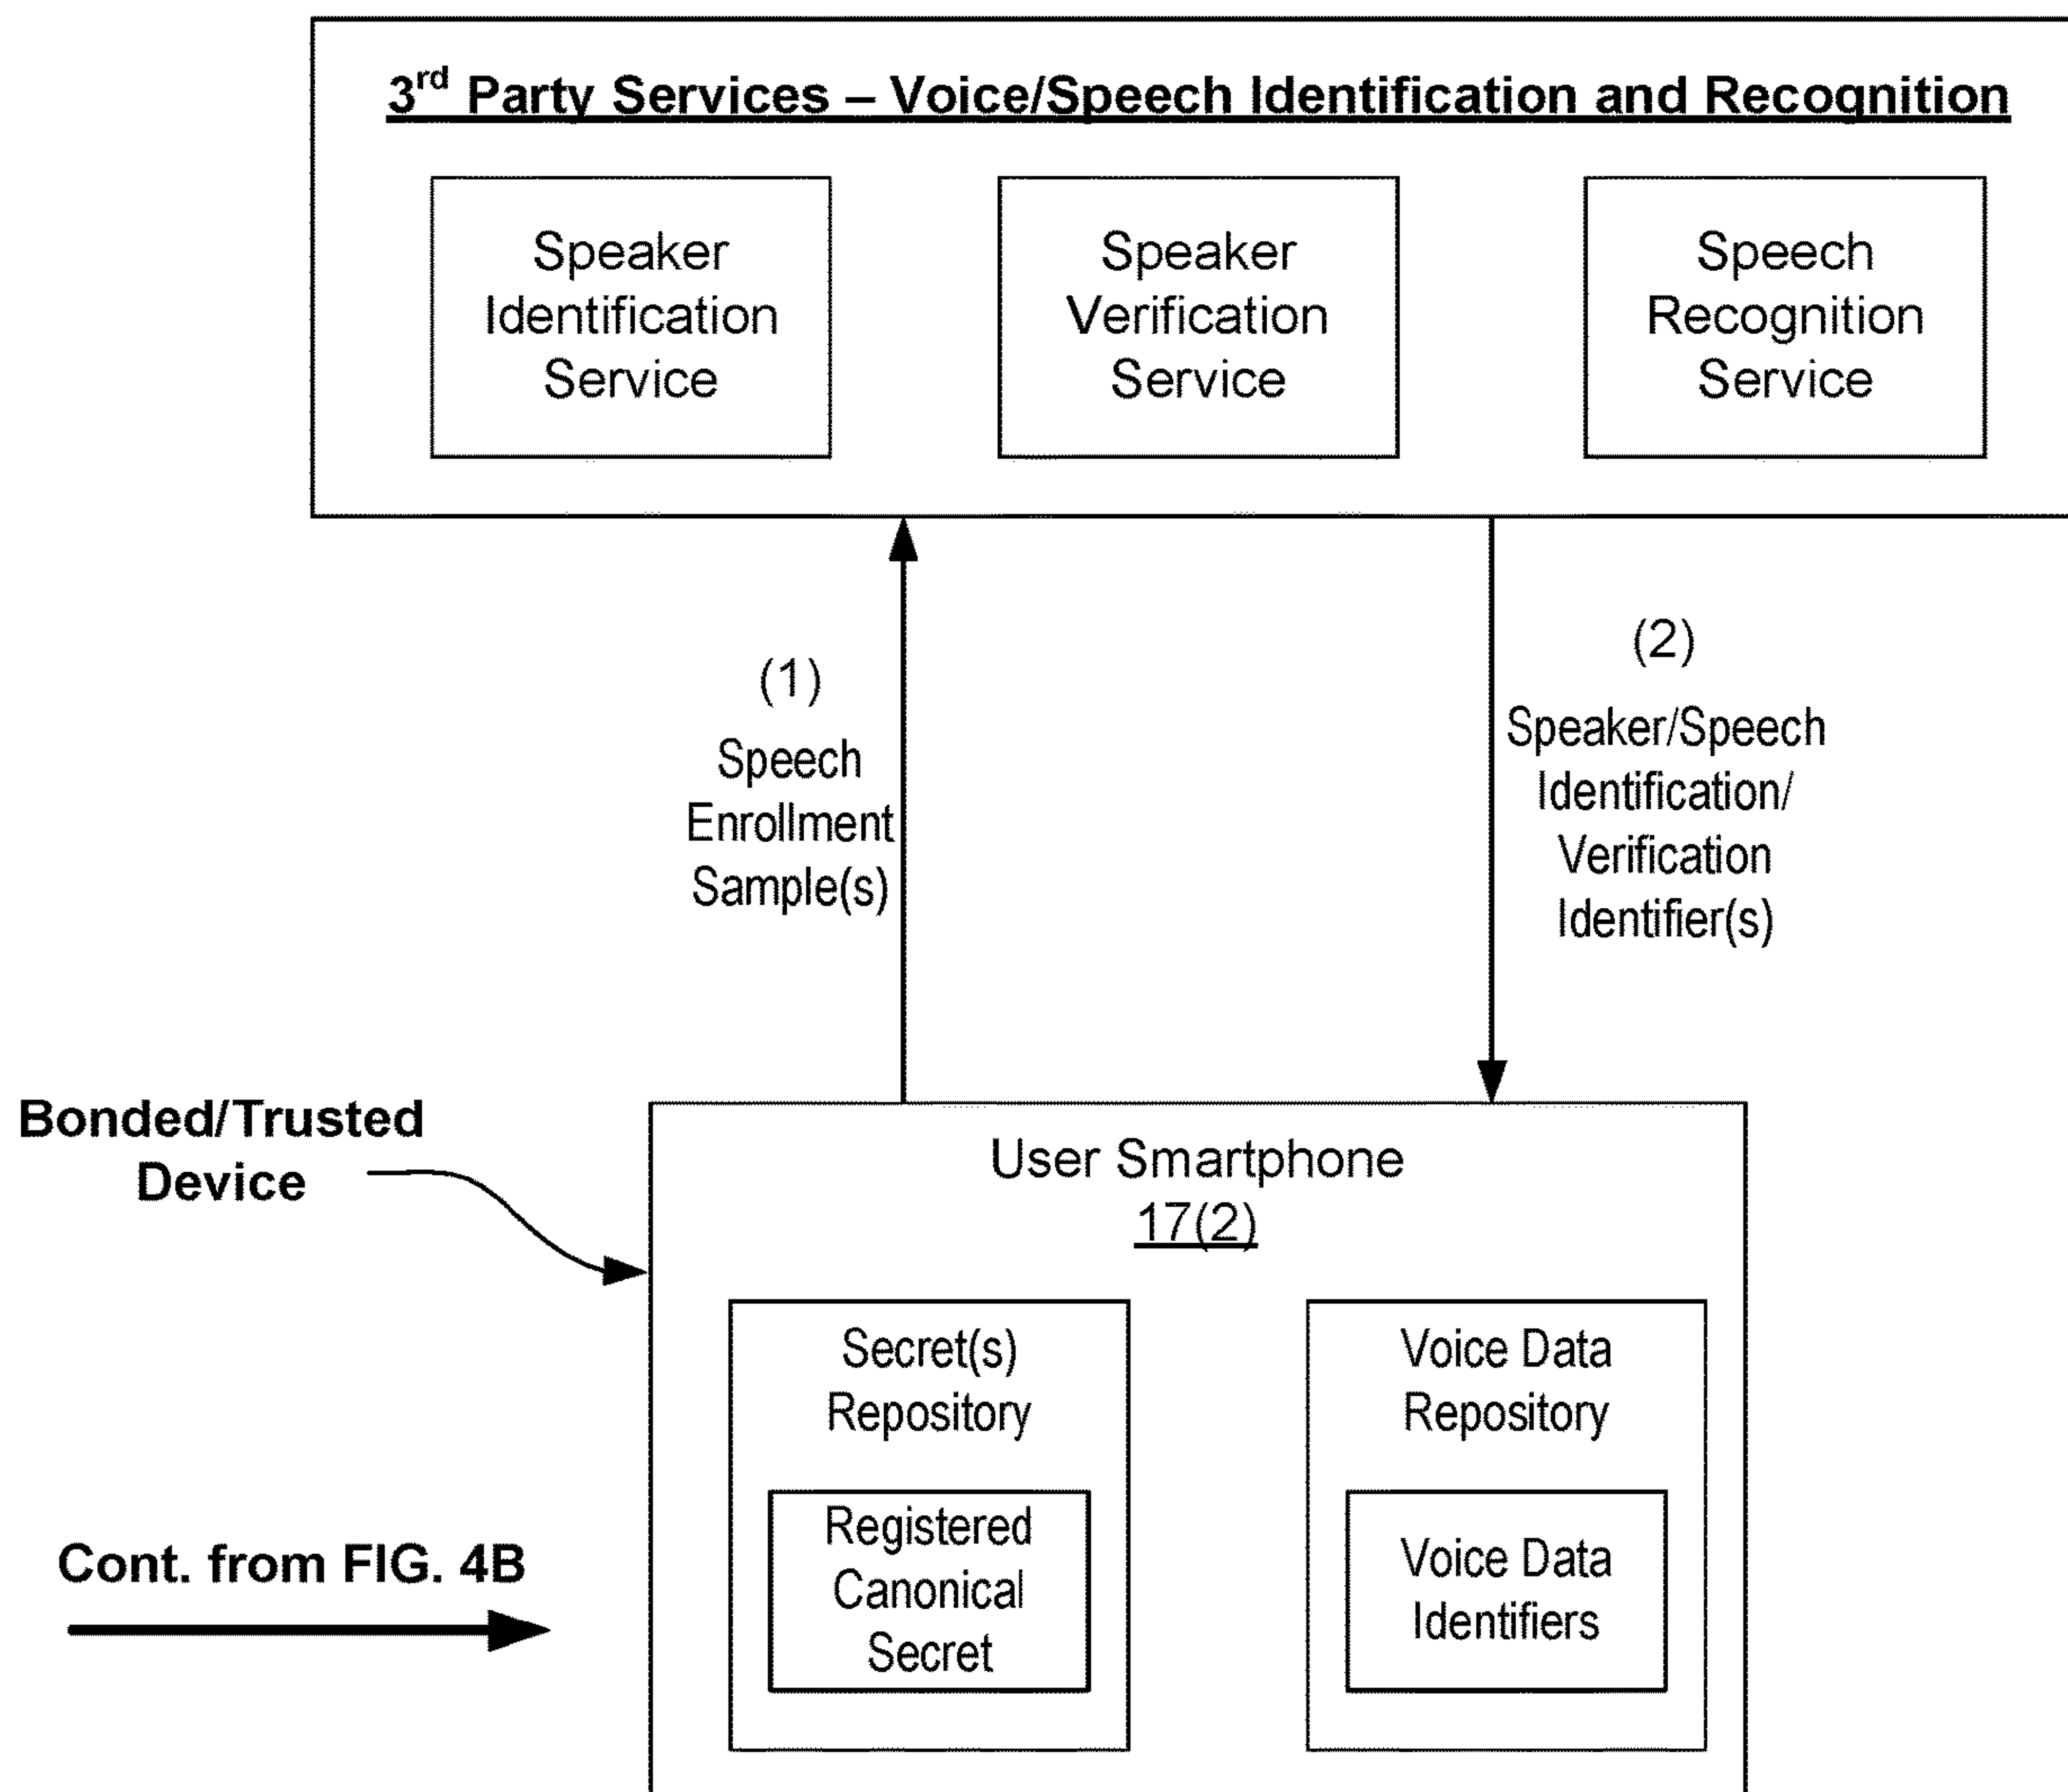 3rd Party Services – Voice/Speech Identification and Recognition
Speaker
Identification
Service
Speaker
Verification
Service
Speech
Recognition
Service
(1)
Speech
Enrollment
Sample(s)
(2)
Speaker/Speech
Identification/
Verification
Identifier(s)
Bonded/Trusted
Device
User Smartphone
17(2)
Secret(s)
Repository
Registered
Canonical
Secret
Voice Data
Repository
Voice Data
Identifiers
Cont. from FIG. 4B